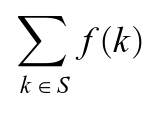 ∑ f(k)
k ∈ S